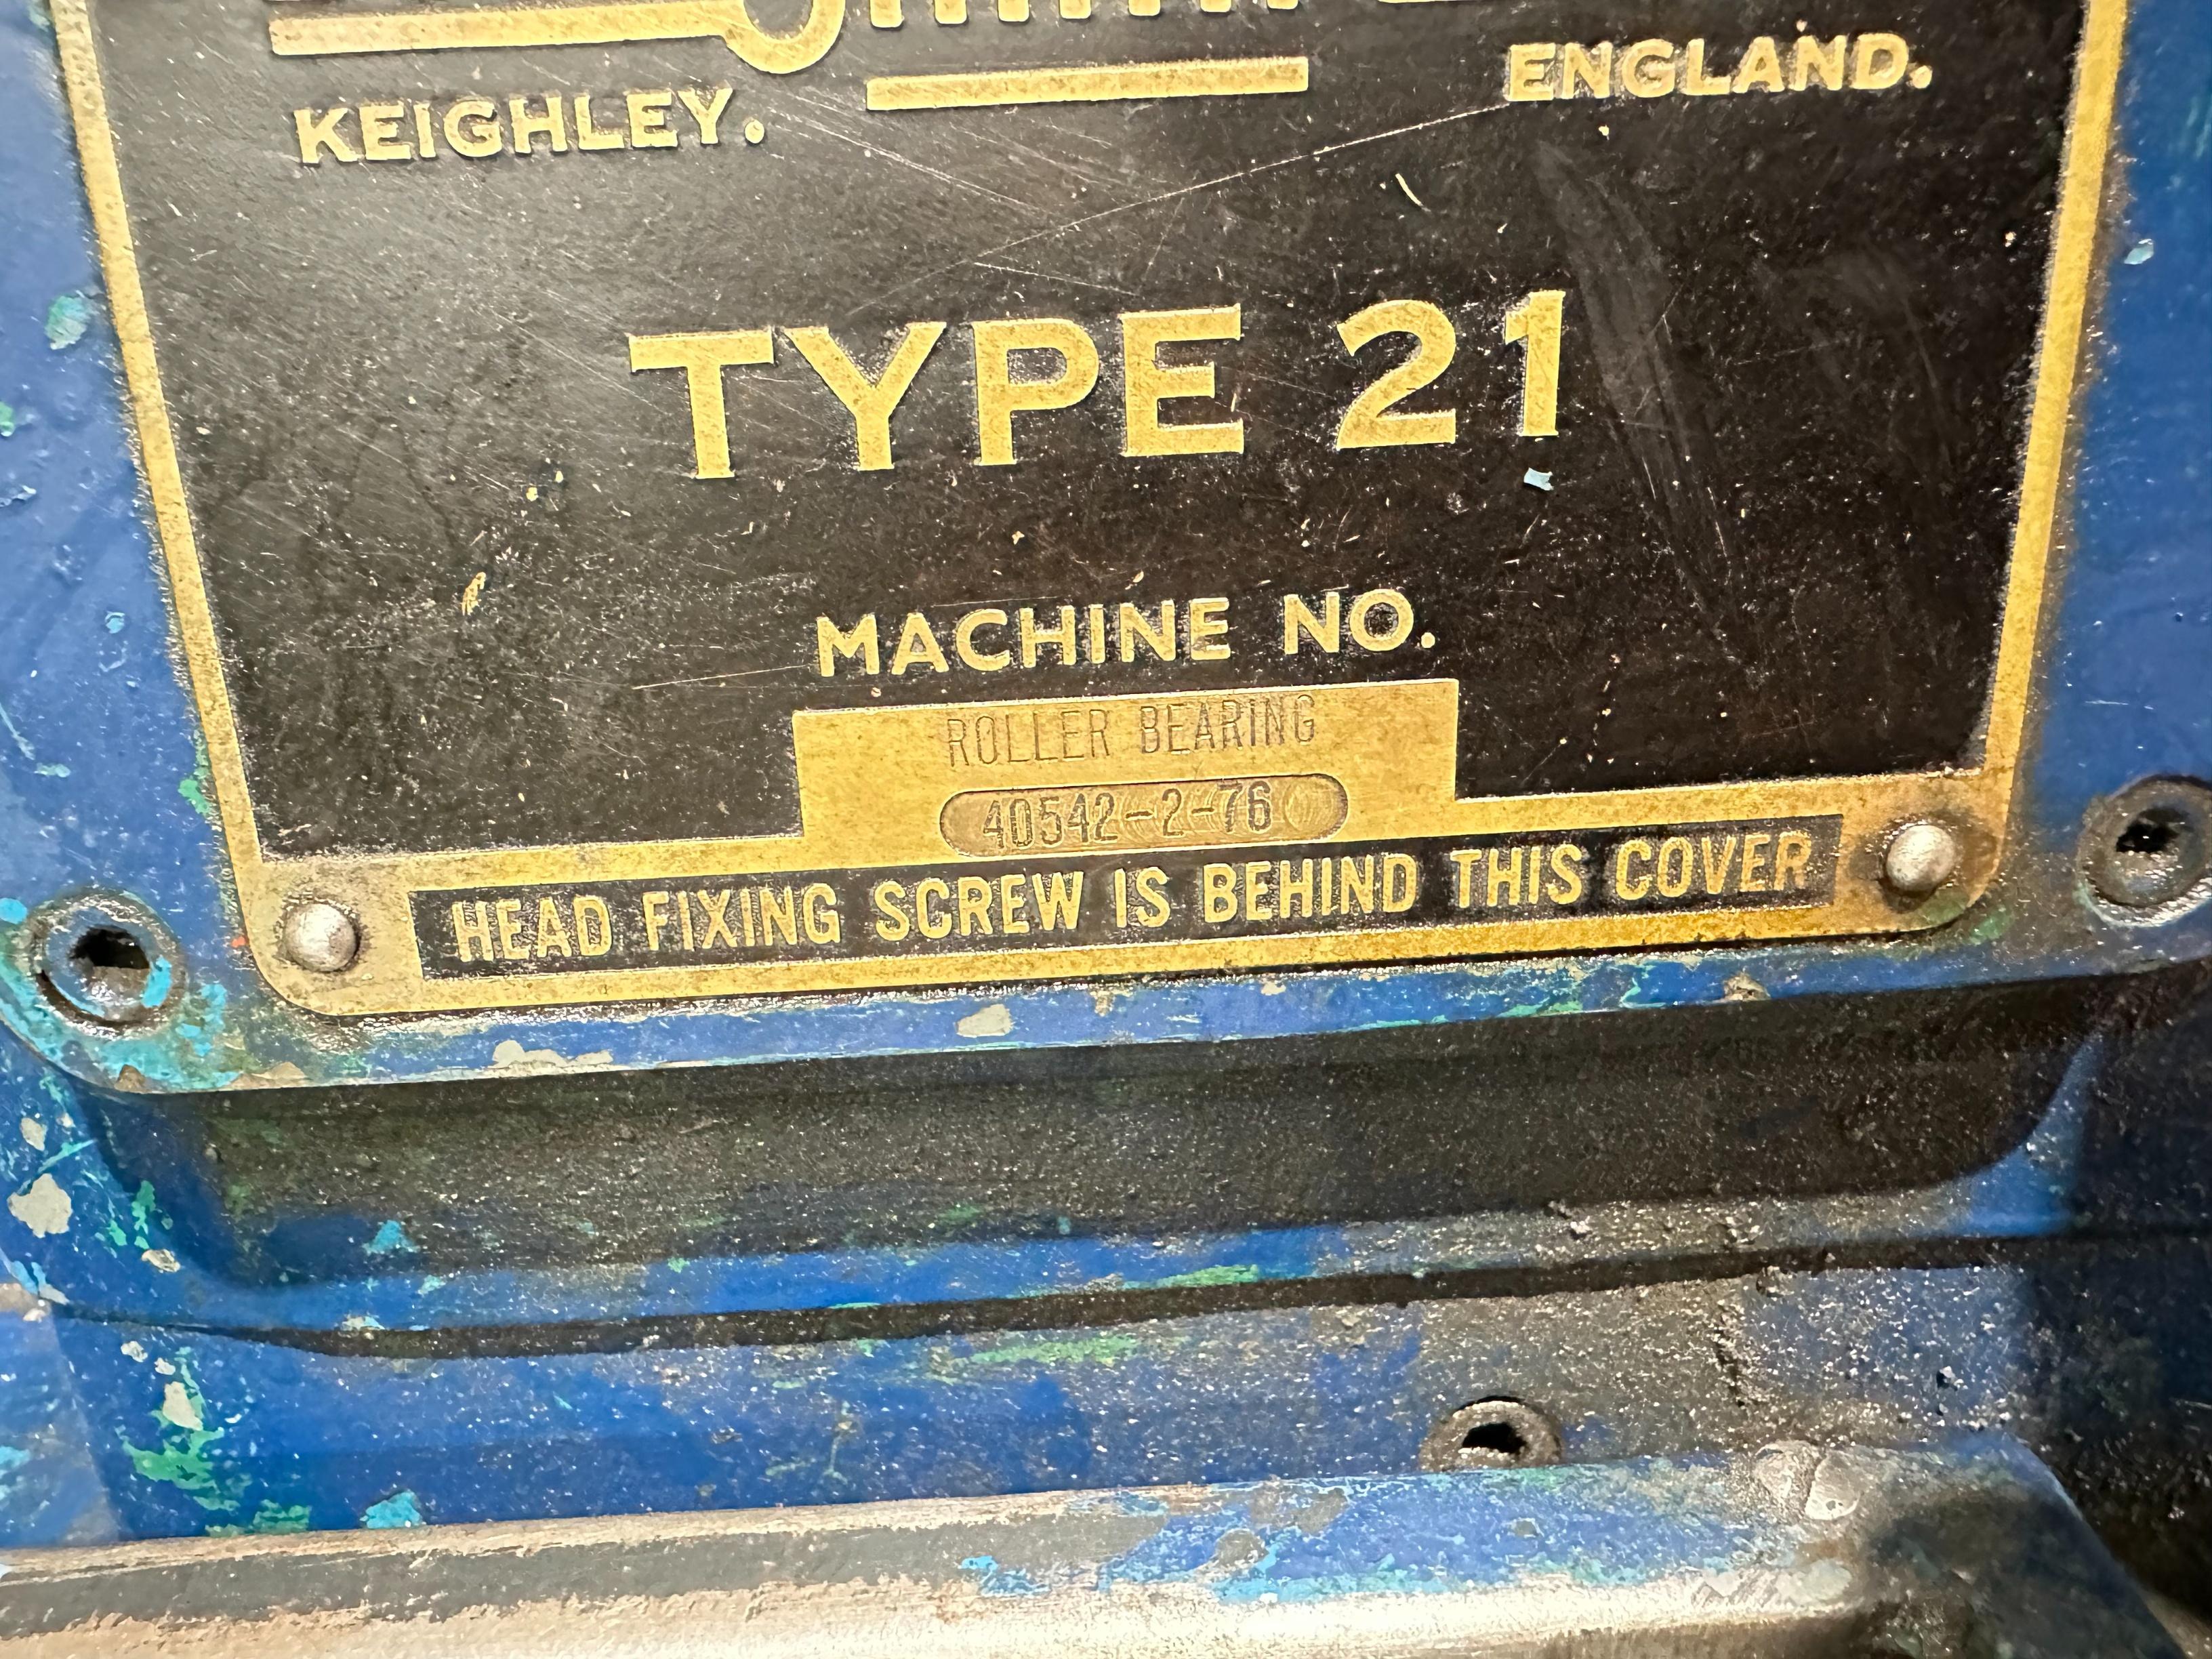 KEIGHLEY.
ENGLAND.
TYPE 21
MACHINE NO.
ROLLER BEARING
40542-2-76
HEAD FIXING SCREW IS BEHIND THIS COVER